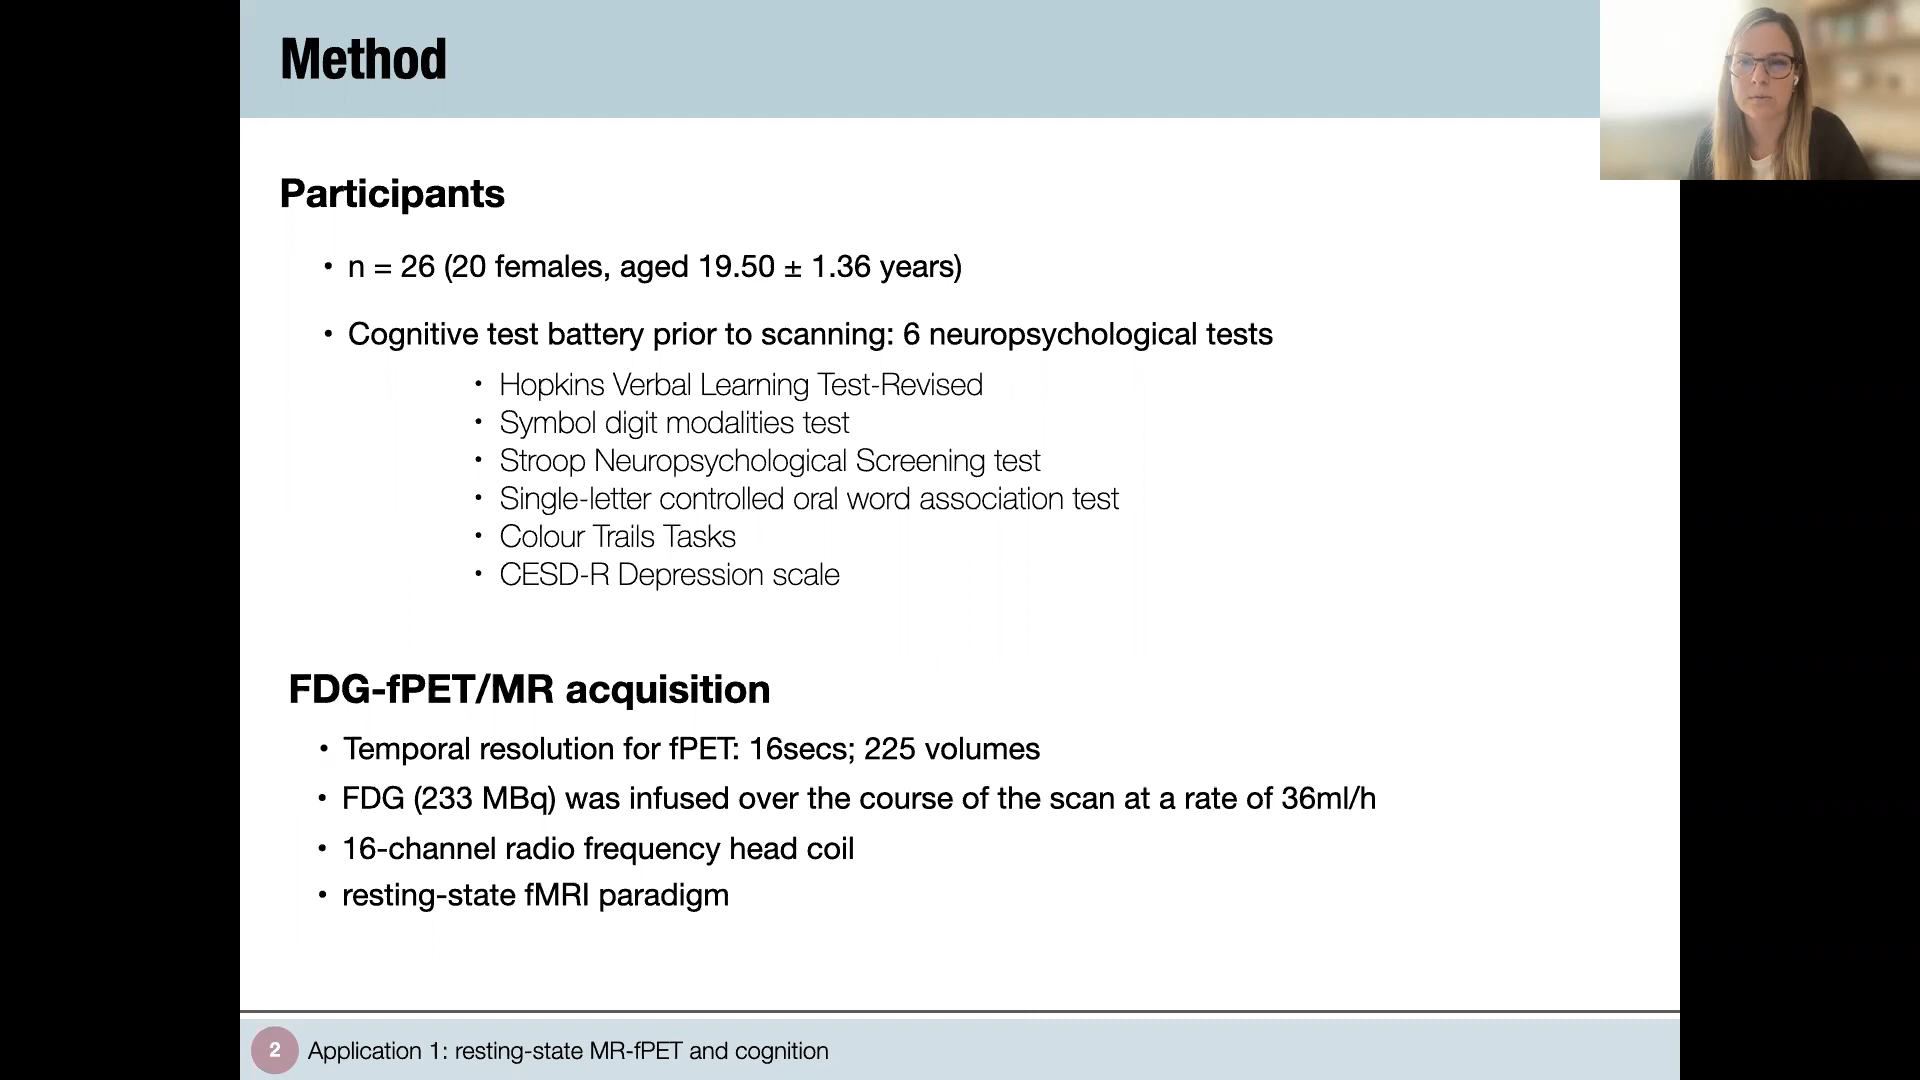 Method
Participants
• n = 26 (20 females, aged 19.50 ± 1.36 years)
• Cognitive test battery prior to scanning: 6 neuropsychological tests
• Hopkins Verbal Learning Test-Revised
• Symbol digit modalities test
• Stroop Neuropsychological Screening test
• Single-letter controlled oral word association test
• Colour Trails Tasks
• CESD-R Depression scale
FDG-fPET/MR acquisition
• Temporal resolution for fPET: 16secs; 225 volumes
• FDG (233 MBq) was infused over the course of the scan at a rate of 36ml/h
• 16-channel radio frequency head coil
• resting-state fMRI paradigm
2 Application 1: resting-state MR-fPET and cognition